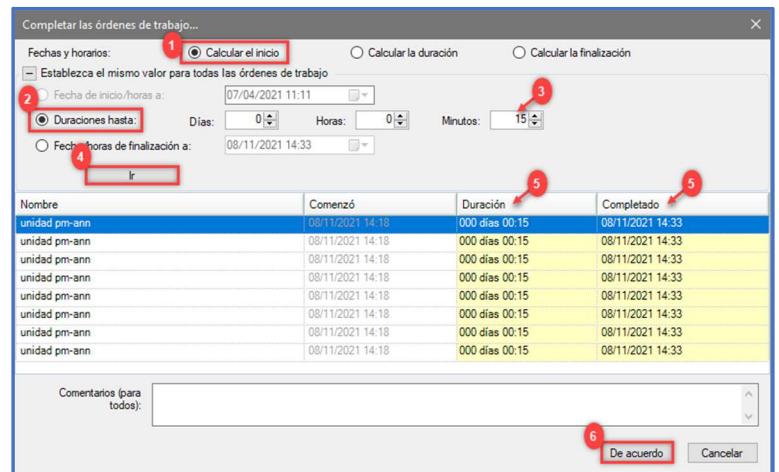 Completar las órdenes de trabajo...
Fechas y horarios: 1 Calcular el inicio Calcular la duración Calcular la finalización
Establezca el mismo valor para todas las órdenes de trabajo
2 Fecha de inicio/horas a: 07/04/2021 11:11 3
Duraciones hasta: Días: 0 Horas: 0 Minutos: 15
horas de finalización a: 08/11/2021 14:33
4
Ir
5 5
Nombre Comenzó Duración Completado
unidad pm-ann 08/11/2021 14:18 000 días 00:15 08/11/2021 14:33
unidad pm-ann 08/11/2021 14:18 000 días 00:15 08/11/2021 14:33
unidad pm-ann 08/11/2021 14:18 000 días 00:15 08/11/2021 14:33
unidad pm-ann 08/11/2021 14:18 000 días 00:15 08/11/2021 14:33
unidad pm-ann 08/11/2021 14:18 000 días 00:15 08/11/2021 14:33
unidad pm-ann 08/11/2021 14:18 000 días 00:15 08/11/2021 14:33
unidad pm-ann 08/11/2021 14:18 000 días 00:15 08/11/2021 14:33
unidad pm-ann 08/11/2021 14:18 000 días 00:15 08/11/2021 14:33
Comentarios (para
todos):
6
De acuerdo Cancelar